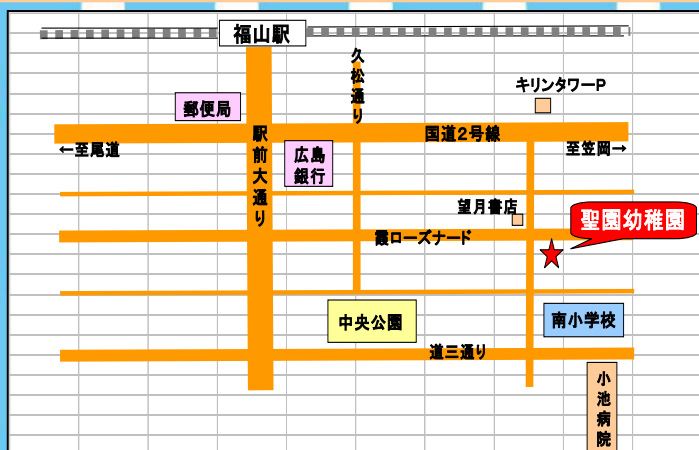 福山駅
久松通り
キリンタワーP
郵便局
国道2号線
駅前大通り
←至尾道
広島
銀行
至笠岡→
望月書店
聖園幼稚園
霞ローズナード
中央公園
南小学校
道三通り
小池病院